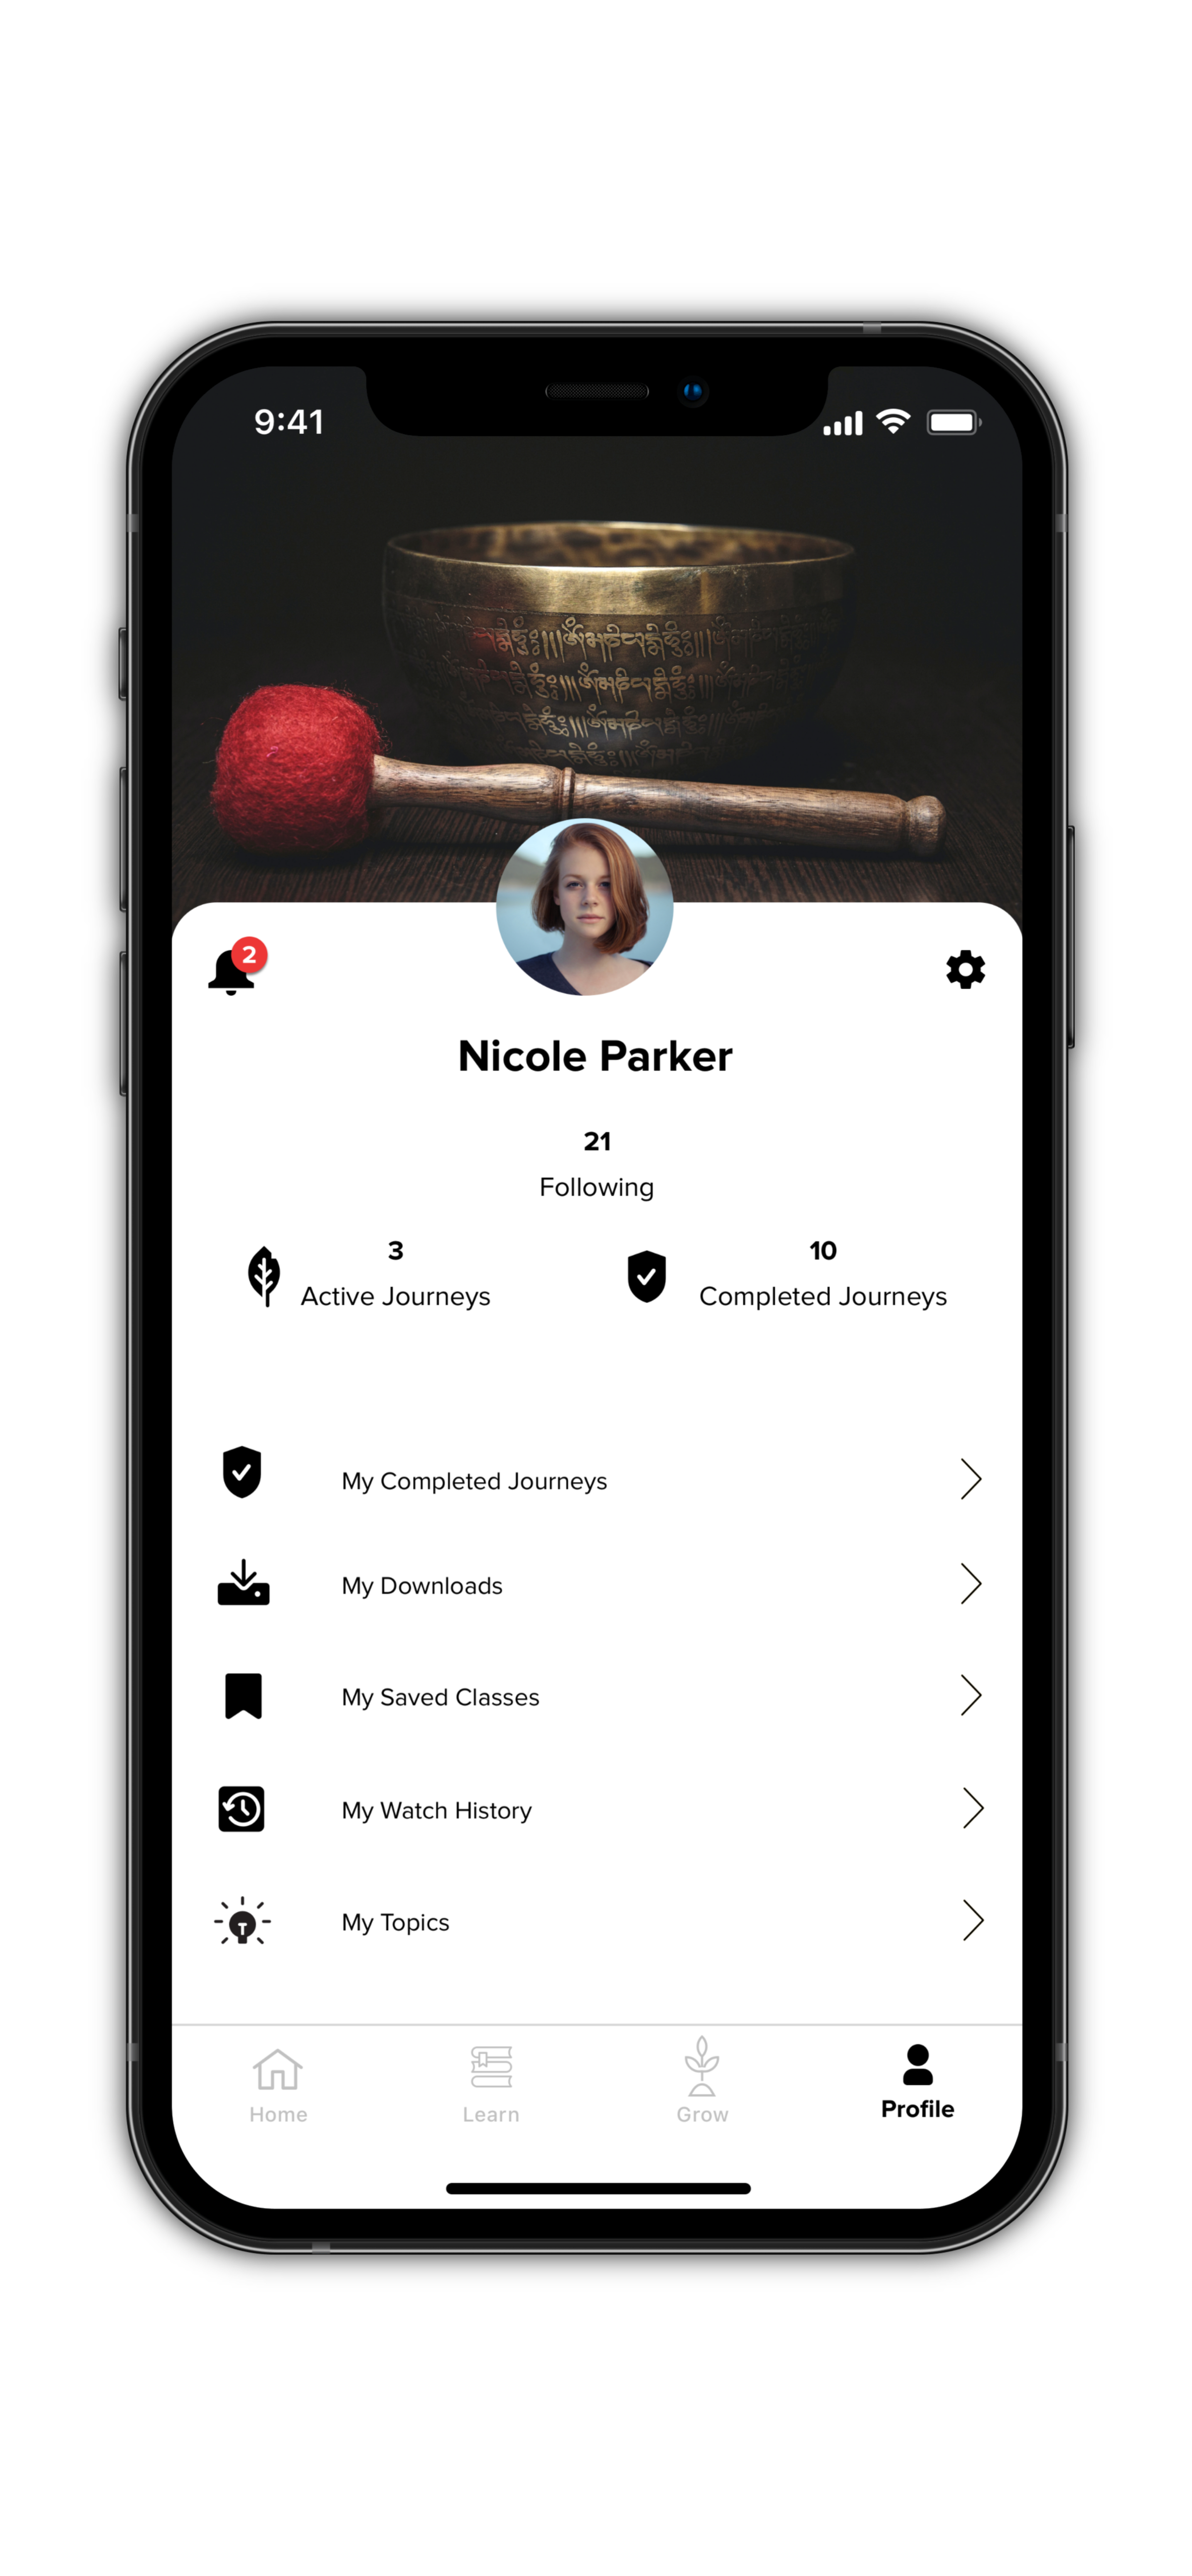 9:41
2
Nicole Parker
21
Following
3
Active Journeys
10
Completed Journeys
My Completed Journeys
My Downloads
My Saved Classes
My Watch History
My Topics
Home
Learn
Grow
Profile